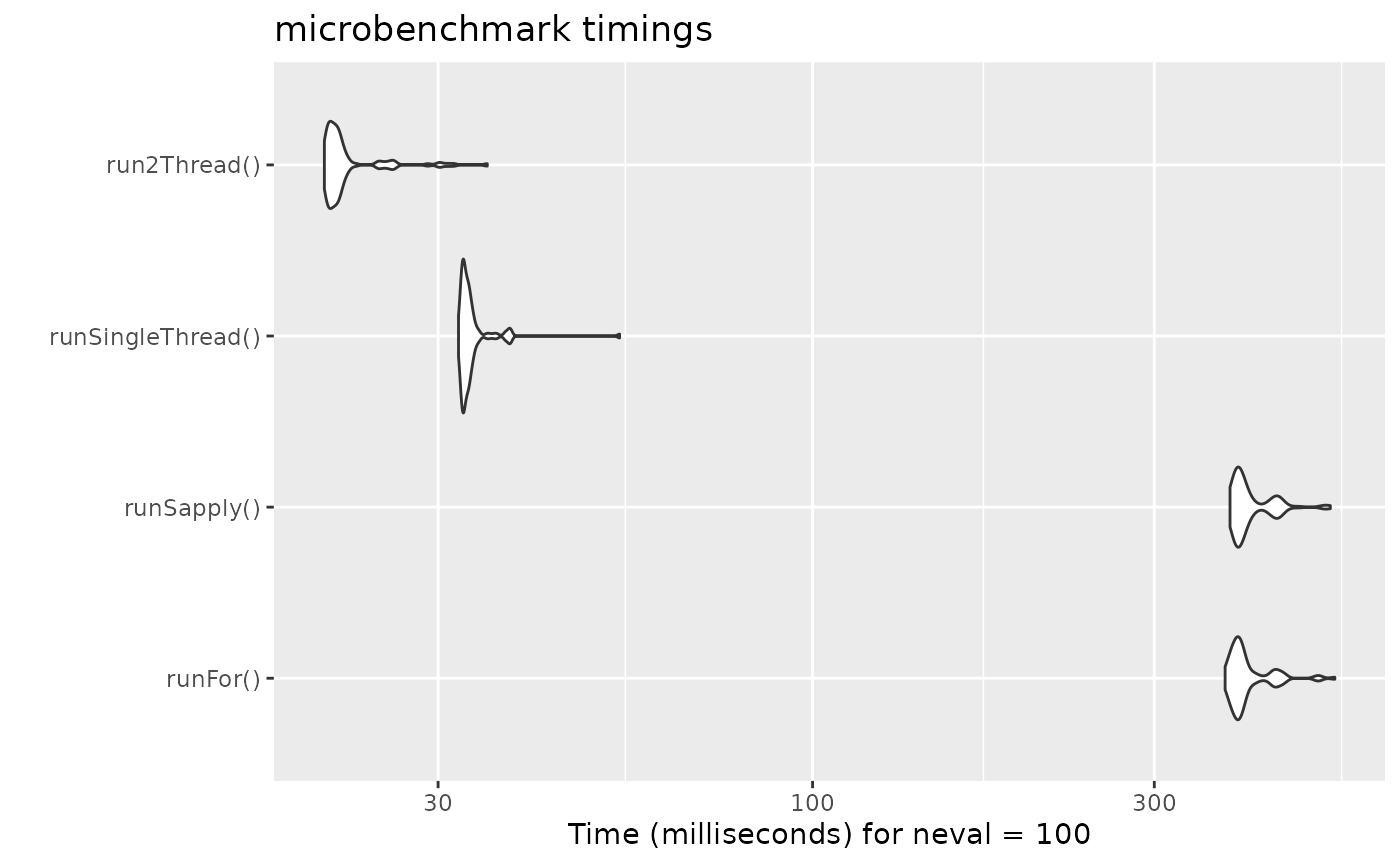 microbenchmark timings
run2Thread()
runSingleThread()
runSapply()
runFor()
30 100 300
Time (milliseconds) for neval = 100